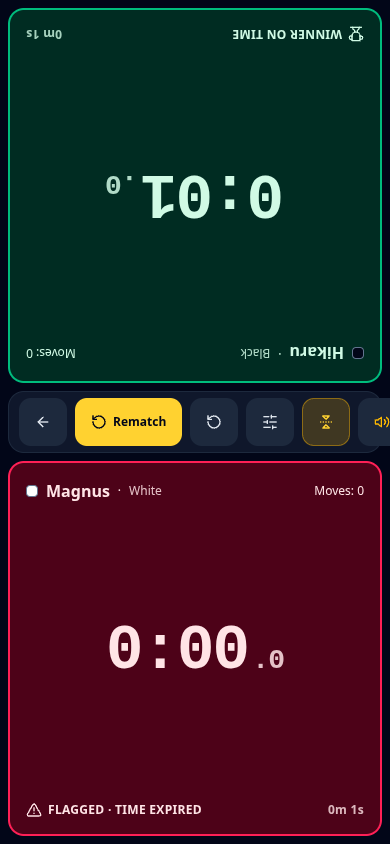 Hikaru · Black Moves: 0
0:01.0
WINNER ON TIME 0m 1s
Rematch
Magnus · White Moves: 0
0:00.0
FLAGGED · TIME EXPIRED 0m 1s